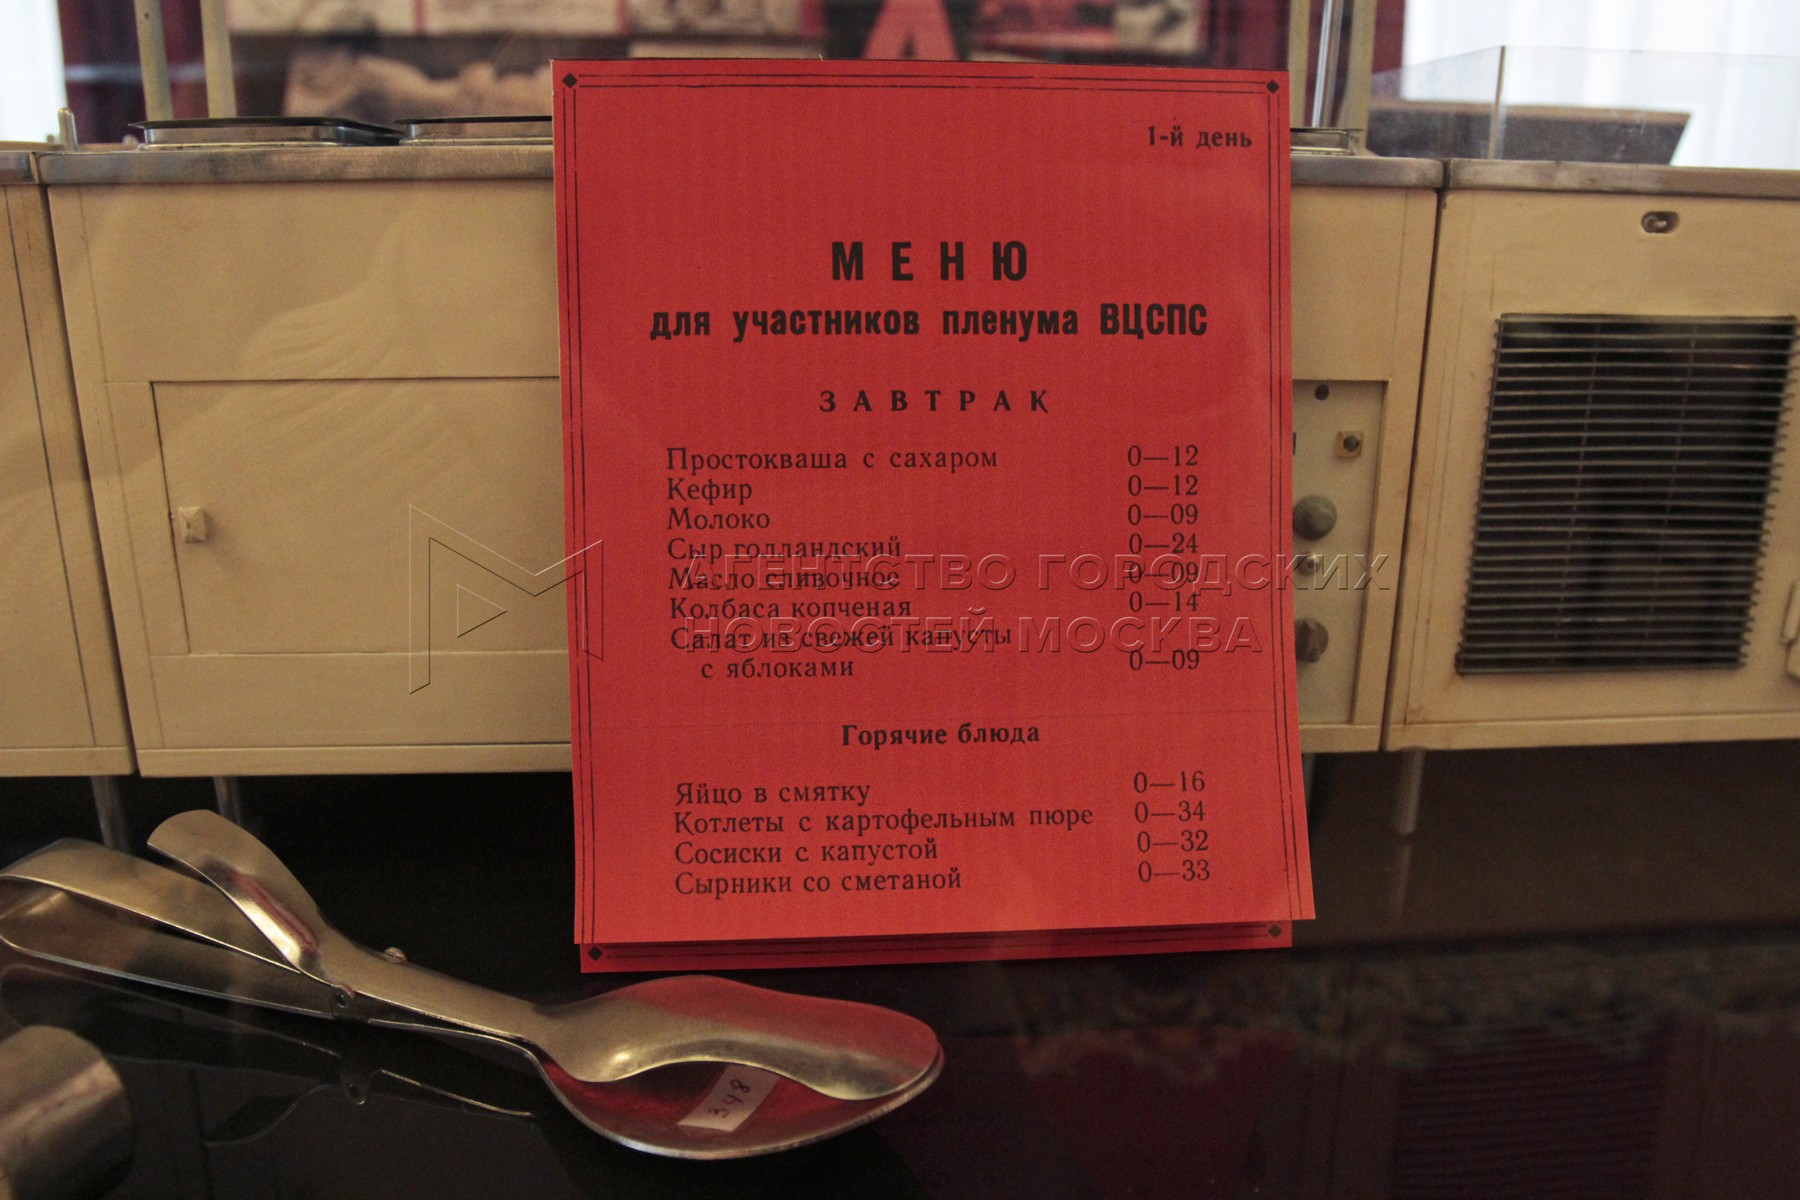 1-й день
МЕНЮ
для участников пленума ВЦСПС
ЗАВТРАК
Простокваша с сахаром 0—12
Кефир 0—12
Молоко 0—09
Сыр голландский 0—24
Масло сливочное 0—09
Колбаса копченая 0—14
Салат из свежей капусты
с яблоками 0—09
Горячие блюда
Яйцо в смятку 0—16
Котлеты с картофельным пюре 0—34
Сосиски с капустой 0—32
Сырники со сметаной 0—33
АГЕНТСТВО ГОРОДСКИХ
НОВОСТЕЙ МОСКВА
348